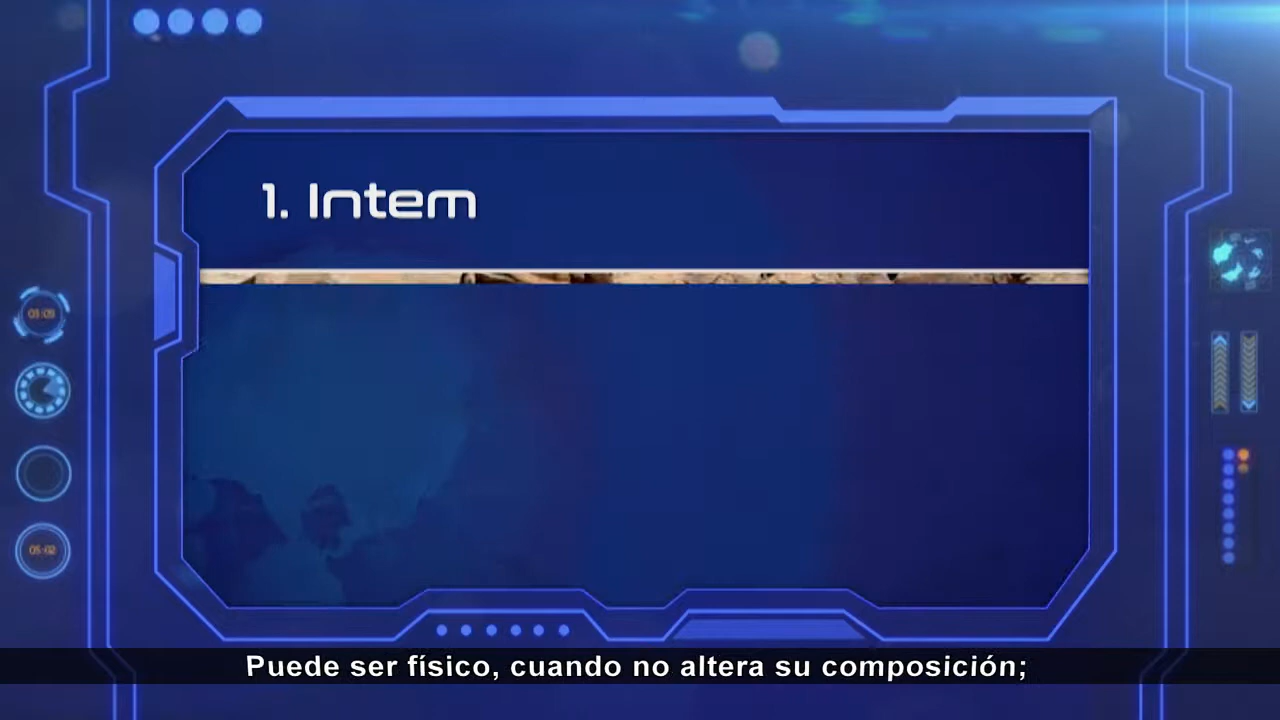 1. Intem
Puede ser físico, cuando no altera su composición;